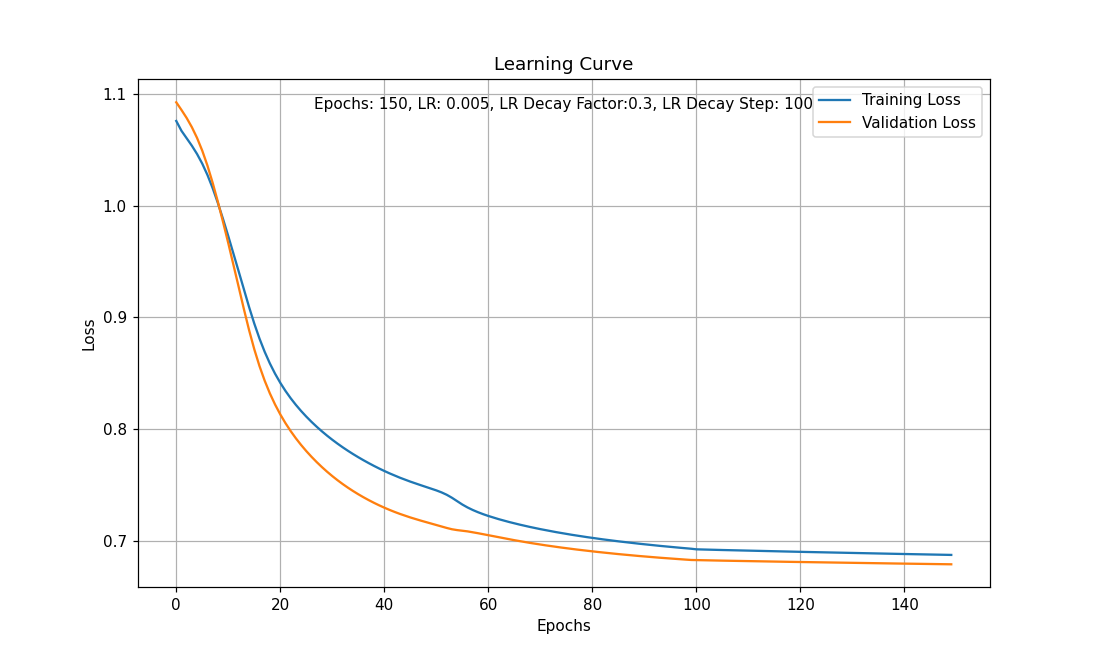 Learning Curve
Epochs: 150, LR: 0.005, LR Decay Factor:0.3, LR Decay Step: 100
Training Loss
Validation Loss
1.1
1.0
0.9
0.8
0.7
Loss
0 20 40 60 80 100 120 140
Epochs